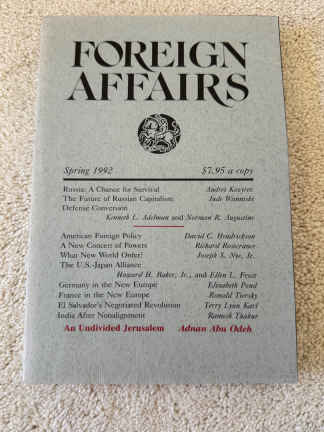 FOREIGN
AFFAIRS
Spring 1992 $7.95 a copy
Russia: A Chance for Survival Andrei Kozyrev
The Future of Russian Capitalism Jude Wanniski
Defense Conversion
Kenneth L. Adelman and Norman R. Augustine
American Foreign Policy David C. Hendrickson
A New Concert of Powers Richard Rosecrance
What New World Order? Joseph S. Nye, Jr.
The U.S.-Japan Alliance
Howard H. Baker, Jr., and Ellen L. Frost
Germany in the New Europe Elizabeth Pond
France in the New Europe Ronald Tiersky
El Salvador's Negotiated Revolution Terry Lynn Karl
India After Nonalignment Ramesh Thakur
An Undivided Jerusalem Adnan Abu Odeh